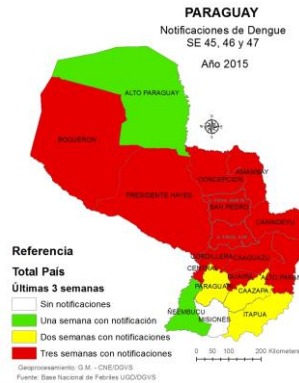 PARAGUAY
Notificaciones de Dengue
SE 45, 46 y 47
Año 2015
ALTO PARAGUAY
BOQUERON
AMAMBAY
CONCEPCION
SAN PEDRO
PRESIDENTE HAYES
CANINDEYU
CORDILLERA
CAAGUAZU
CENTRAL
GUAIRA
ALTO PARANA
PARAGUARI
CAAZAPA
ÑEEMBUCU
MISIONES
ITAPUA
Referencia
Total País
Últimas 3 semanas
Sin notificaciones
Una semana con notificación
Dos semanas con notificaciones
Tres semanas con notificaciones
0 50 100 200 Kilometers
Geoprocesamiento: G.M. - CNE/DGVS
Fuente: Base Nacional de Febriles UGD/DGVS